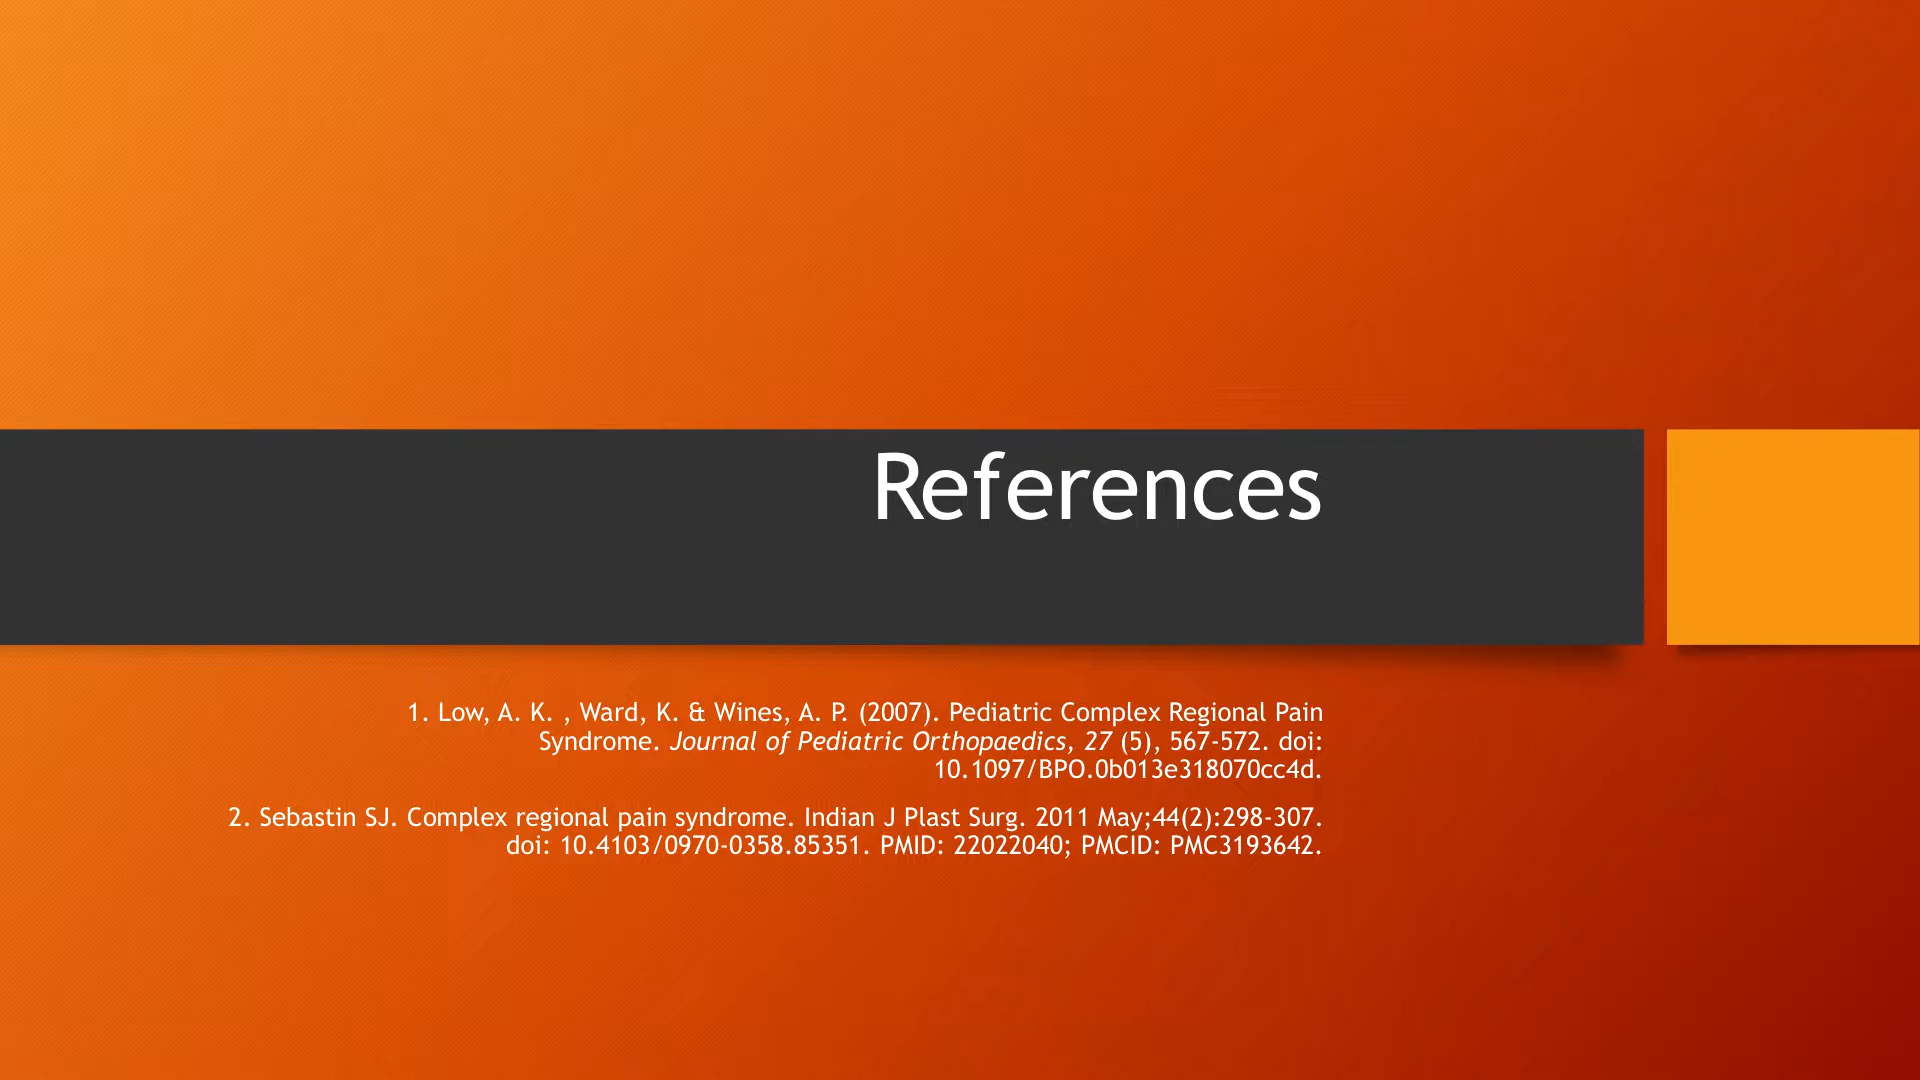 References
1. Low, A. K. , Ward, K. & Wines, A. P. (2007). Pediatric Complex Regional Pain
Syndrome. Journal of Pediatric Orthopaedics, 27 (5), 567-572. doi:
10.1097/BPO.0b013e318070cc4d.
2. Sebastin SJ. Complex regional pain syndrome. Indian J Plast Surg. 2011 May;44(2):298-307.
doi: 10.4103/0970-0358.85351. PMID: 22022040; PMCID: PMC3193642.